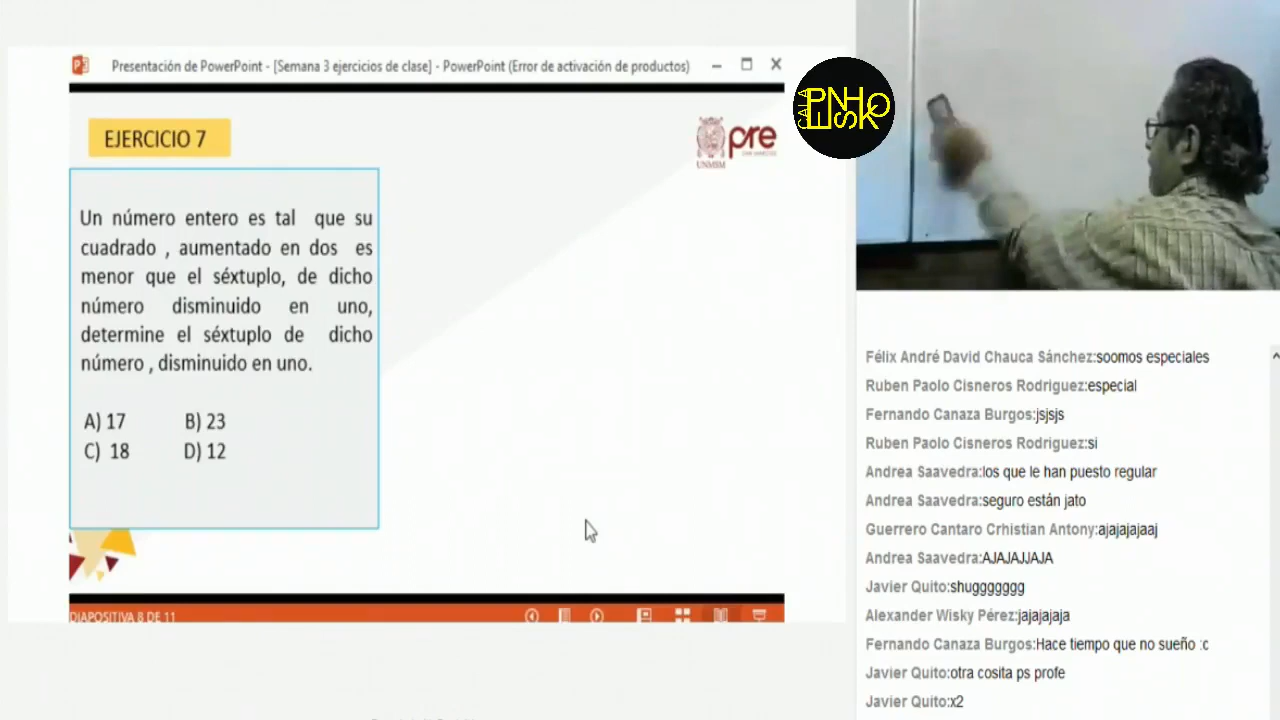 Presentación de PowerPoint - [Semana 3 ejercicios de clase] - PowerPoint (Error de activación de productos)
EJERCICIO 7
UNMSM
pre
Un número entero es tal que su
cuadrado , aumentado en dos es
menor que el séxtuplo, de dicho
número disminuido en uno,
determine el séxtuplo de dicho
número , disminuido en uno.
A) 17 B) 23
C) 18 D) 12
DIAPOSITIVA 8 DE 11
Félix André David Chauca Sánchez:soomos especiales
Ruben Paolo Cisneros Rodriguez:especial
Fernando Canaza Burgos:jsjsjs
Ruben Paolo Cisneros Rodriguez:si
Andrea Saavedra:los que le han puesto regular
Andrea Saavedra:seguro están jato
Guerrero Cantaro Crhistian Antony:ajajajajaaj
Andrea Saavedra:AJAJAJJAJA
Javier Quito:shuggggggg
Alexander Wisky Pérez:jajajajaja
Fernando Canaza Burgos:Hace tiempo que no sueño :c
Javier Quito:otra cosita ps profe
Javier Quito:x2